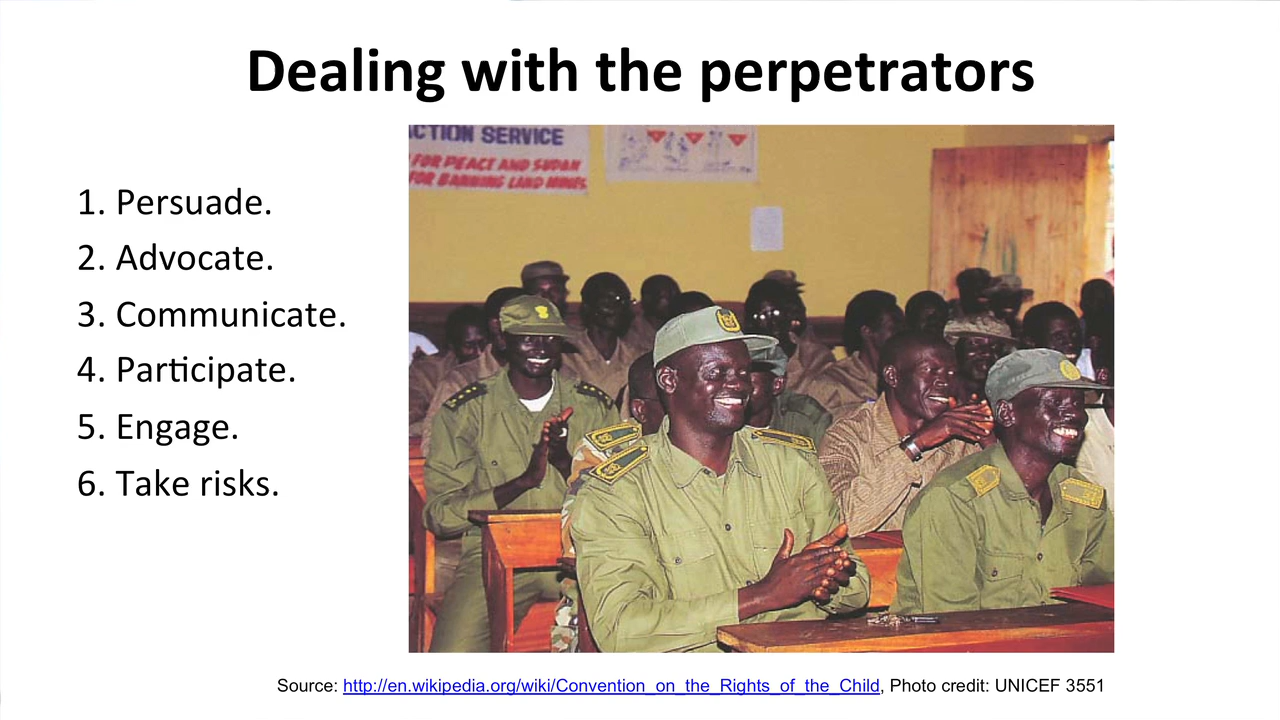 Dealing with the perpetrators
1. Persuade.
2. Advocate.
3. Communicate.
4. Participate.
5. Engage.
6. Take risks.
ACTION SERVICE
FOR PEACE AND SUDAN
FOR BANNING LAND MINES
Source: http://en.wikipedia.org/wiki/Convention_on_the_Rights_of_the_Child, Photo credit: UNICEF 3551